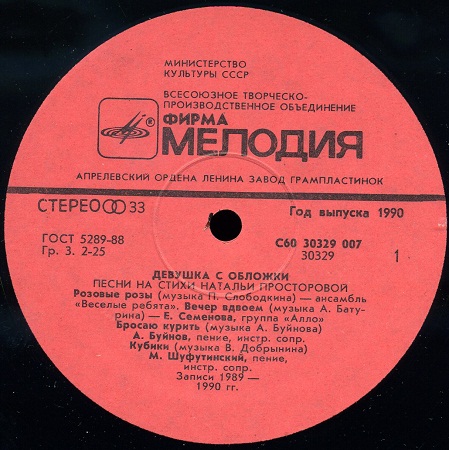 МИНИСТЕРСТВО
КУЛЬТУРЫ СССР
ВСЕСОЮЗНОЕ ТВОРЧЕСКО-
ПРОИЗВОДСТВЕННОЕ ОБЪЕДИНЕНИЕ
ФИРМА
® МЕЛОДИЯ
АПРЕЛЕВСКИЙ ОРДЕНА ЛЕНИНА ЗАВОД ГРАМПЛАСТИНОК
СТЕРЕО 33
Год выпуска 1990
ГОСТ 5289-88
С60 30329 007
Гр. 3. 2-25
30329
1
ДЕВУШКА С ОБЛОЖКИ
ПЕСНИ НА СТИХИ НАТАЛЬИ ПРОСТОРОВОЙ
Розовые розы (музыка П. Слободкина) — ансамбль
«Веселые ребята». Вечер вдвоем (музыка А. Бату-
рина) — Е. Семенова, группа «Алло»
Бросаю курить (музыка А. Буйнова)
А. Буйнов, пение, инстр. сопр.
Кубики (музыка В. Добрынина)
М. Шуфутинский, пение,
инстр. сопр.
Записи 1989 —
1990 гг.